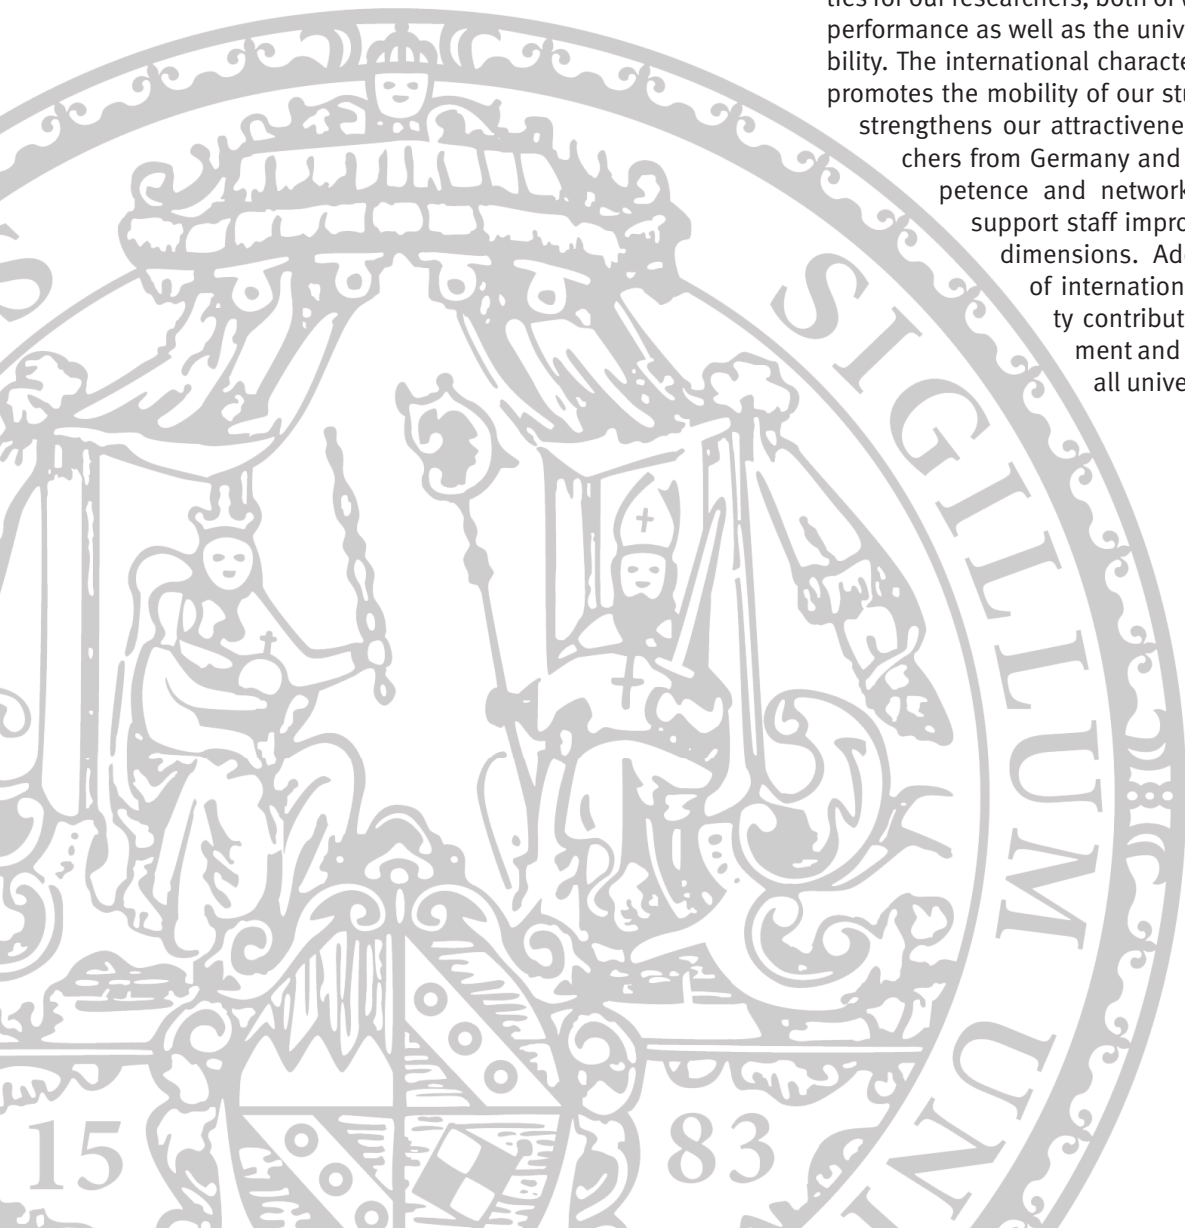 ties for our researchers, both of
performance as well as the univ
bility. The international characte
promotes the mobility of our stu
strengthens our attractivene
chers from Germany and
petence and network
support staff impro
dimensions. Ad
of internation
ty contribut
ment and
all unive
SIGILLUM UNI
15 83
S